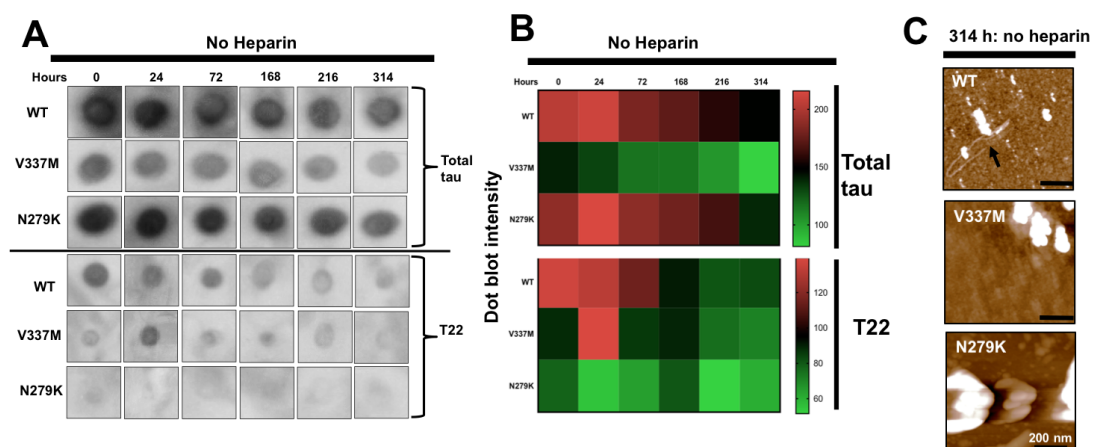 A
No Heparin
Hours 0 24 72 168 216 314
WT
V337M
N279K
Total
tau
WT
V337M
N279K
T22
B
No Heparin
Hours 0 24 72 168 216 314
Dot blot intensity
WT
V337M
N279K
200
150
100
Total
tau
WT
V337M
N279K
120
100
80
60
T22
C
314 h: no heparin
WT
V337M
N279K
200 nm